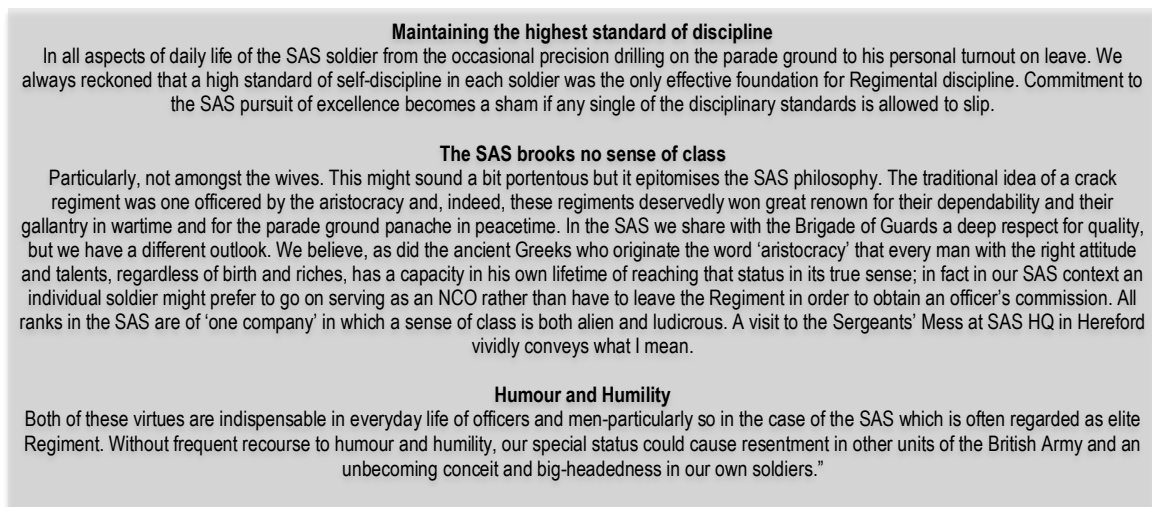 Maintaining the highest standard of discipline
In all aspects of daily life of the SAS soldier from the occasional precision drilling on the parade ground to his personal turnout on leave. We
always reckoned that a high standard of self-discipline in each soldier was the only effective foundation for Regimental discipline. Commitment to
the SAS pursuit of excellence becomes a sham if any single of the disciplinary standards is allowed to slip.
The SAS brooks no sense of class
Particularly, not amongst the wives. This might sound a bit portentous but it epitomises the SAS philosophy. The traditional idea of a crack
regiment was one officered by the aristocracy and, indeed, these regiments deservedly won great renown for their dependability and their
gallantry in wartime and for the parade ground panache in peacetime. In the SAS we share with the Brigade of Guards a deep respect for quality,
but we have a different outlook. We believe, as did the ancient Greeks who originate the word ‘aristocracy’ that every man with the right attitude
and talents, regardless of birth and riches, has a capacity in his own lifetime of reaching that status in its true sense; in fact in our SAS context an
individual soldier might prefer to go on serving as an NCO rather than have to leave the Regiment in order to obtain an officer’s commission. All
ranks in the SAS are of ‘one company’ in which a sense of class is both alien and ludicrous. A visit to the Sergeants’ Mess at SAS HQ in Hereford
vividly conveys what I mean.
Humour and Humility
Both of these virtues are indispensable in everyday life of officers and men-particularly so in the case of the SAS which is often regarded as elite
Regiment. Without frequent recourse to humour and humility, our special status could cause resentment in other units of the British Army and an
unbecoming conceit and big-headedness in our own soldiers.”